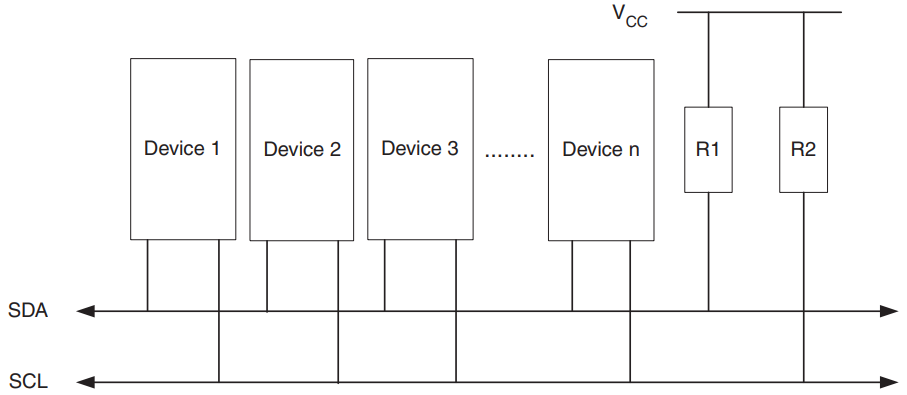 VCC
Device 1
Device 2
Device 3
........
Device n
R1
R2
SDA
SCL